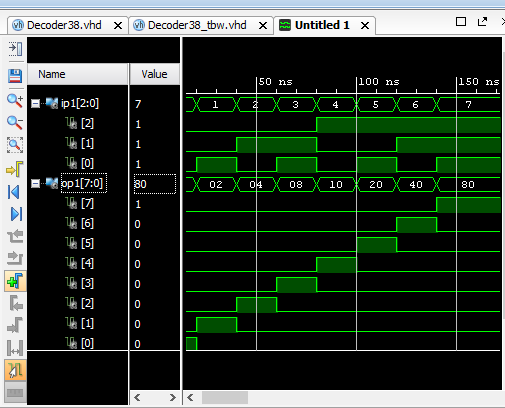 Decoder38.vhd Decoder38_tbw.vhd Untitled 1
Name Value
50 ns 100 ns 150 ns
ip1[2:0] 7 1 2 3 4 5 6 7
[2] 1
[1] 1
[0] 1
op1[7:0] 80 02 04 08 10 20 40 80
[7] 1
[6] 0
[5] 0
[4] 0
[3] 0
[2] 0
[1] 0
[0] 0